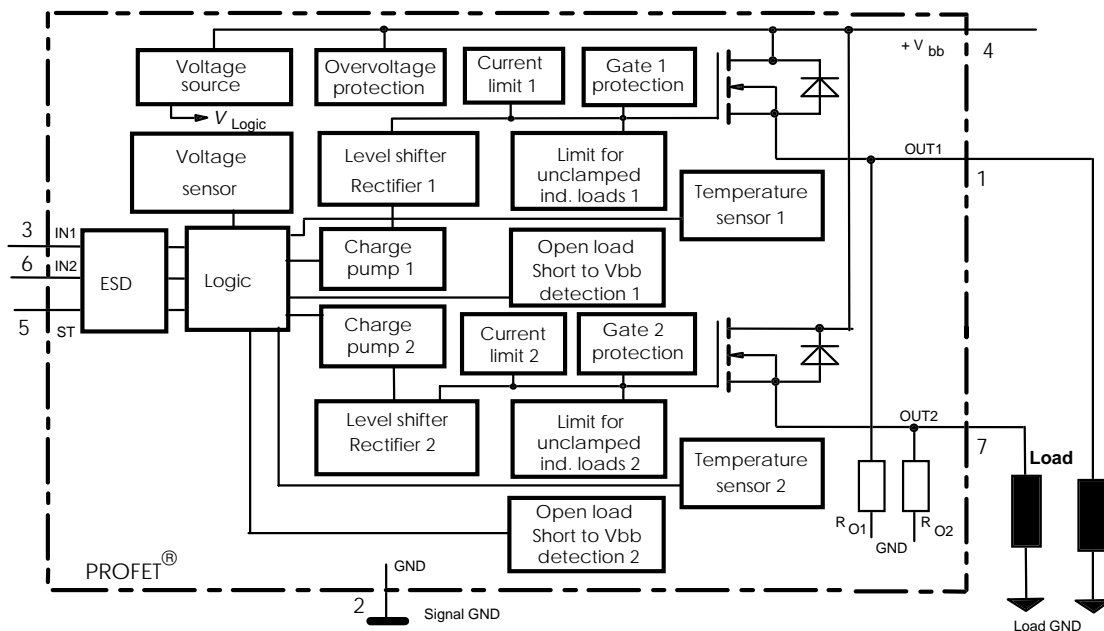 + V bb
4
Voltage
source
Overvoltage
protection
Current
limit 1
Gate 1
protection
V Logic
Voltage
sensor
Level shifter
Rectifier 1
Limit for
unclamped
ind. loads 1
OUT1
1
Temperature
sensor 1
3
IN1
6
IN2
ESD
Logic
Charge
pump 1
Open load
Short to Vbb
detection 1
5
ST
Charge
pump 2
Current
limit 2
Gate 2
protection
Level shifter
Rectifier 2
Limit for
unclamped
ind. loads 2
OUT2
7
Load
Temperature
sensor 2
R O1
GND
R O2
Open load
Short to Vbb
detection 2
PROFET®
GND
2
Signal GND
Load GND